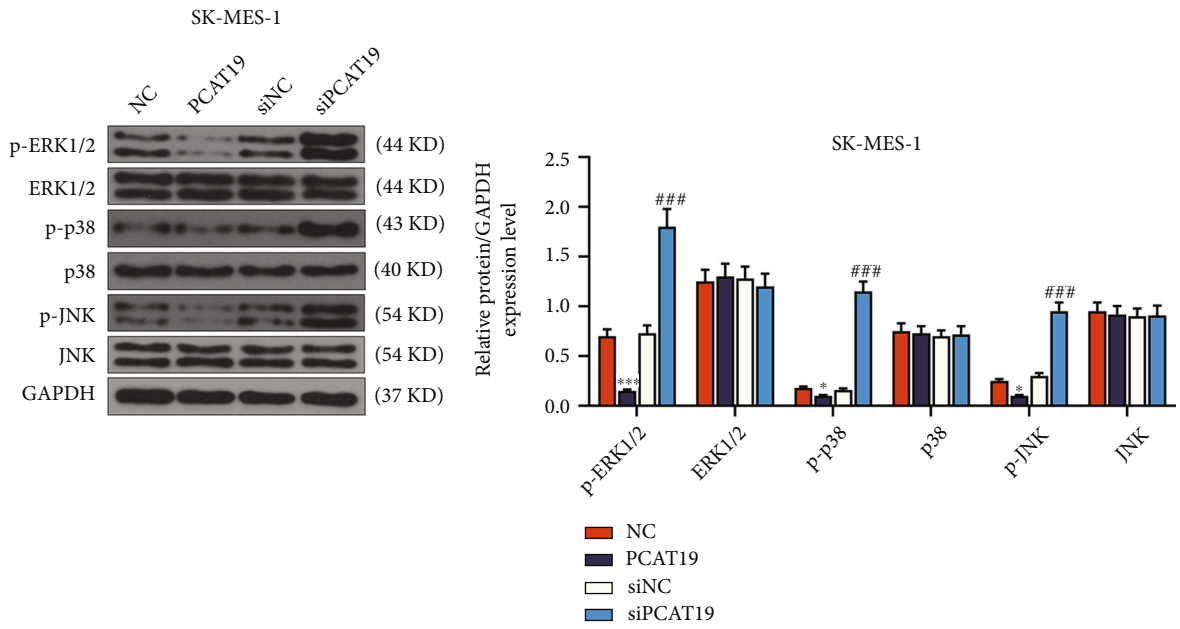 SK-MES-1
NC PCAT19 siNC siPCAT19
p-ERK1/2 (44 KD)
ERK1/2 (44 KD)
p-p38 (43 KD)
p38 (40 KD)
p-JNK (54 KD)
JNK (54 KD)
GAPDH (37 KD)
SK-MES-1
Relative protein/GAPDH
expression level
2.5
2.0
1.5
1.0
0.5
0.0
*** ###
* ###
* ###
p-ERK1/2 ERK1/2 p-p38 p38 p-JNK JNK
NC
PCAT19
siNC
siPCAT19